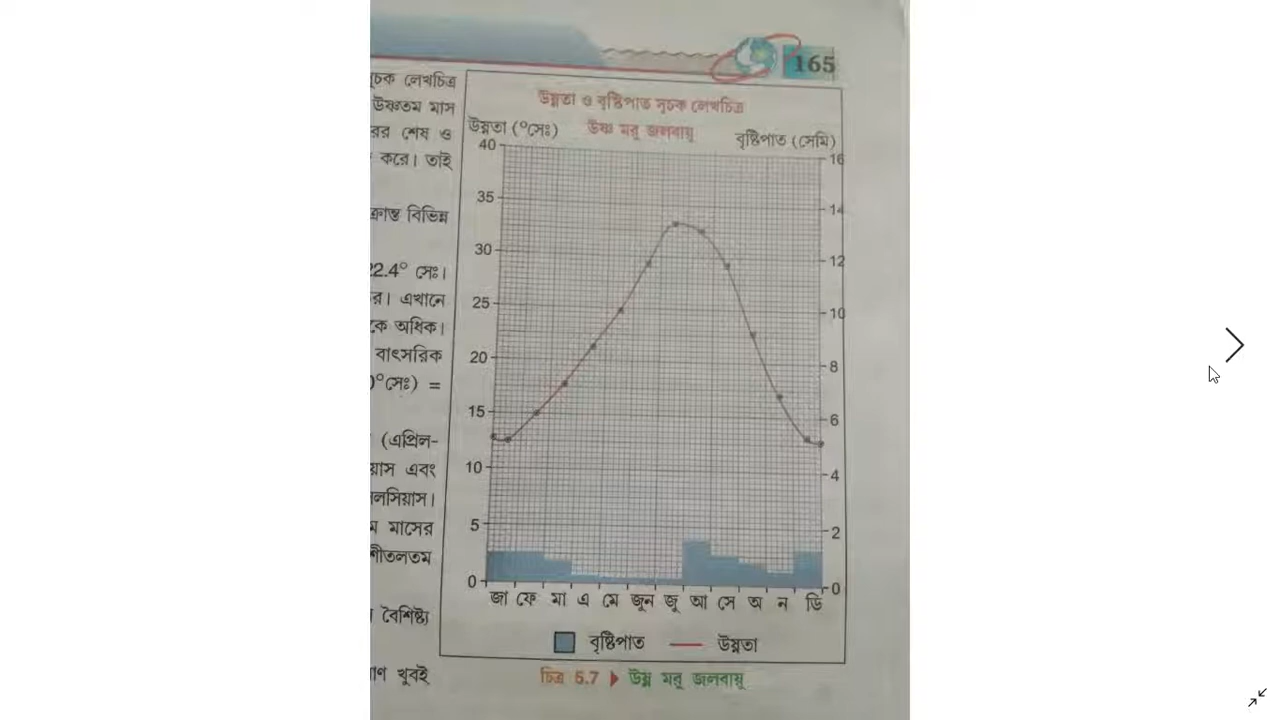 165
সূচক লেখচিত্র
উষ্ণতম মাস
রর শেষ ও
করে। তাই
ক্রান্ত বিভিন্ন
22.4° সেঃ।
র। এখানে
কে অধিক।
বাৎসরিক
)°(সেঃ) =
(এপ্রিল-
য়াস এবং
লসিয়াস।
ম মাসের
শীতলতম
বৈশিষ্ট্য
াণ খুবই
উষ্ণতা ও বৃষ্টিপাত সূচক লেখচিত্র
উষ্ণ মরু জলবায়ু
উষ্ণতা (°সেঃ) বৃষ্টিপাত (সেমি)
40 16
35 14
30 12
25 10
20 8
15 6
10 4
5 2
0 0
জা ফে মা এ মে জুন জু আ সে অ ন ডি
বৃষ্টিপাত উষ্ণতা
চিত্র 5.7 উষ্ণ মরু জলবায়ু